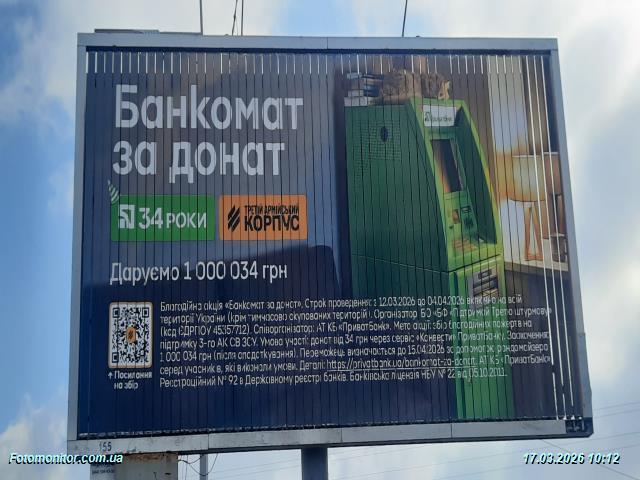 Банкомат
за донат
34 РОКИ
ТРЕТІЙ АРМІЙСЬКИЙ
КОРПУС
Даруємо 1 000 034 грн
Благодійна акція «Банкомат за донат». Строк проведення: з 12.03.2026 до 04.04.2026 включно на всій
території України (крім тимчасово окупованих територій). Організатор: БО «БФ «Підтримай Третю штурмову»
(код ЄДРПОУ 45357712). Співорганізатор: АТ КБ «ПриватБанк». Мета акції: збір благодійних пожертв на
підтримку 3-го АК СВ ЗСУ. Умова участі: донат від 34 грн через сервіс «Конверти» ПриватБанку. Заохочення:
1 000 034 грн (після оподаткування). Переможець визначається до 15.04.2026 за допомогою рандомайзера
серед учасників, які виконали умови. Деталі: https://privatbank.ua/bankomat-za-donat. АТ КБ «ПриватБанк»
Реєстраційний № 92 в Державному реєстрі банків. Банківська ліцензія НБУ № 22 від 05.10.2011.
↑ Посилання
на збір
155
Fotomonitor.com.ua
17.03.2026 10:12